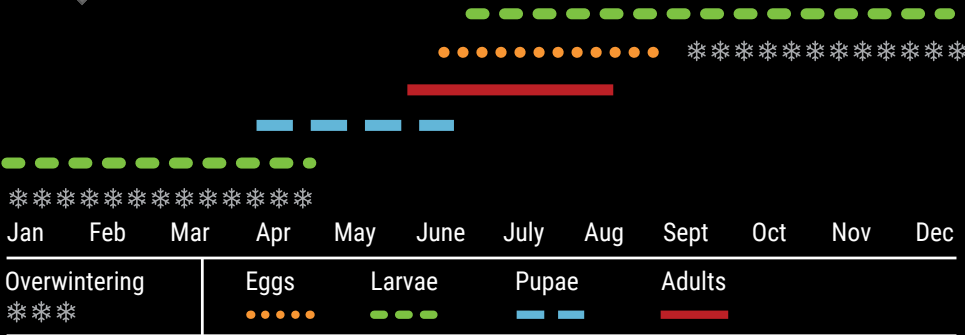 Jan Feb Mar Apr May June July Aug Sept Oct Nov Dec
Overwintering Eggs Larvae Pupae Adults